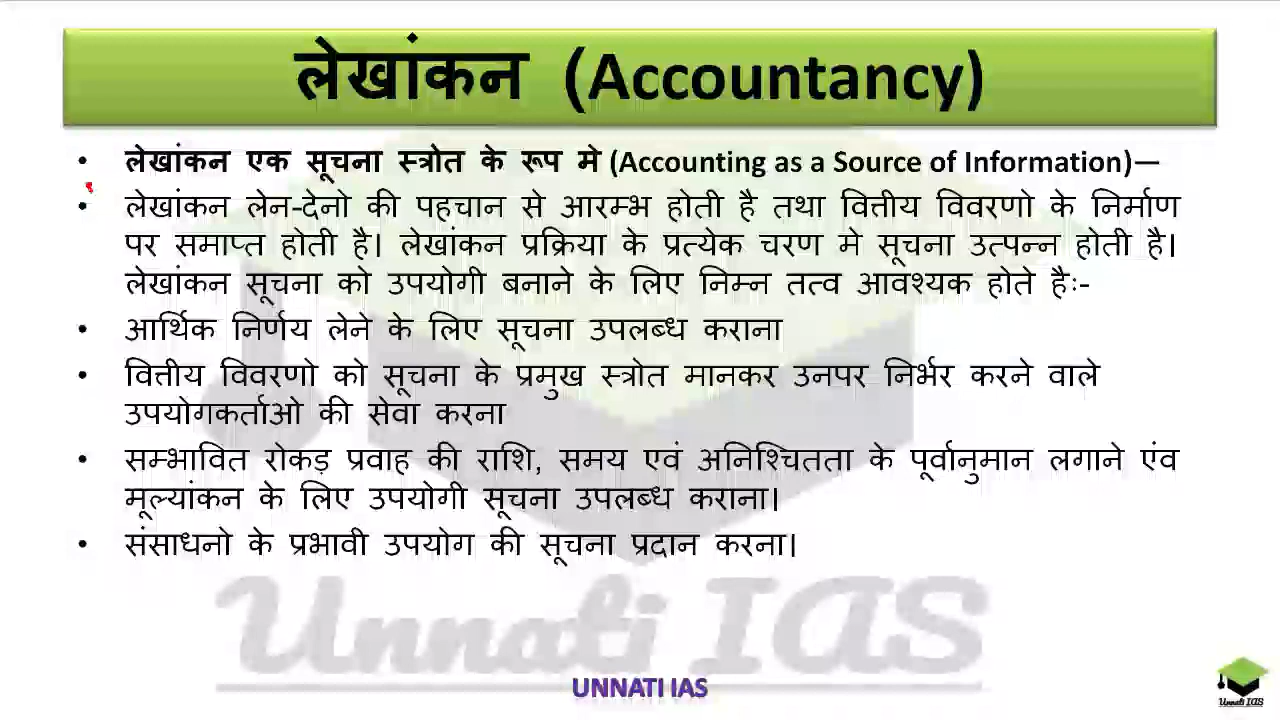 लेखांकन (Accountancy)
• लेखांकन एक सूचना स्त्रोत के रूप मे (Accounting as a Source of Information)—
• लेखांकन लेन-देनो की पहचान से आरम्भ होती है तथा वित्तीय विवरणो के निर्माण
पर समाप्त होती है। लेखांकन प्रक्रिया के प्रत्येक चरण मे सूचना उत्पन्न होती है।
लेखांकन सूचना को उपयोगी बनाने के लिए निम्न तत्व आवश्यक होते हैः-
• आर्थिक निर्णय लेने के लिए सूचना उपलब्ध कराना
• वित्तीय विवरणो को सूचना के प्रमुख स्त्रोत मानकर उनपर निर्भर करने वाले
उपयोगकर्ताओ की सेवा करना
• सम्भावित रोकड़ प्रवाह की राशि, समय एवं अनिश्चितता के पूर्वानुमान लगाने एंव
मूल्यांकन के लिए उपयोगी सूचना उपलब्ध कराना।
• संसाधनो के प्रभावी उपयोग की सूचना प्रदान करना।
Unnati IAS
UNNATI IAS
Unnati IAS